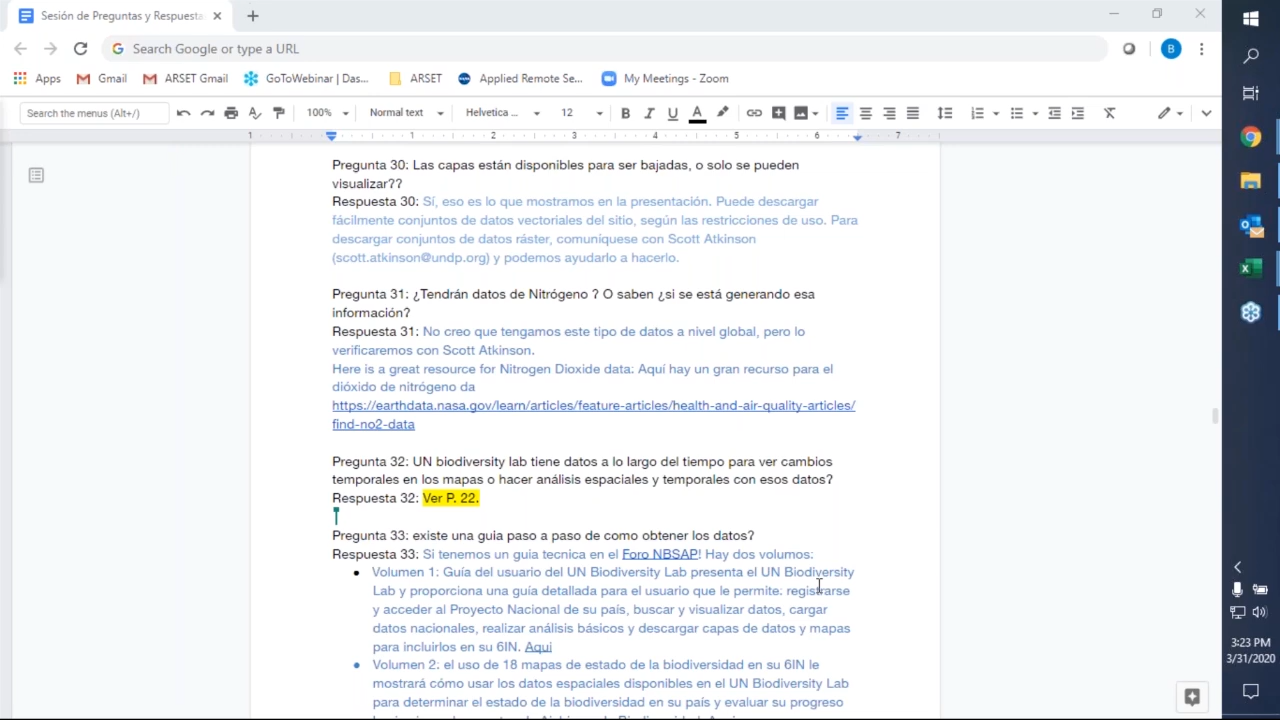 Sesión de Preguntas y Respuesta
Search Google or type a URL
B
Apps
Gmail
ARSET Gmail
GoToWebinar | Das...
ARSET
Applied Remote Se...
My Meetings - Zoom
Search the menus (Alt+/)
100%
Normal text
Helvetica ...
12
B I U A
1 1 2 3 4 5 6 7
Pregunta 30: Las capas están disponibles para ser bajadas, o solo se pueden
visualizar??
Respuesta 30: Sí, eso es lo que mostramos en la presentación. Puede descargar
fácilmente conjuntos de datos vectoriales del sitio, según las restricciones de uso. Para
descargar conjuntos de datos ráster, comuníquese con Scott Atkinson
(scott.atkinson@undp.org) y podemos ayudarlo a hacerlo.
Pregunta 31: ¿Tendrán datos de Nitrógeno ? O saben ¿si se está generando esa
información?
Respuesta 31: No creo que tengamos este tipo de datos a nivel global, pero lo
verificaremos con Scott Atkinson.
Here is a great resource for Nitrogen Dioxide data: Aquí hay un gran recurso para el
dióxido de nitrógeno da
https://earthdata.nasa.gov/learn/articles/feature-articles/health-and-air-quality-articles/
find-no2-data
Pregunta 32: UN biodiversity lab tiene datos a lo largo del tiempo para ver cambios
temporales en los mapas o hacer análisis espaciales y temporales con esos datos?
Respuesta 32: Ver P. 22.
Pregunta 33: existe una guia paso a paso de como obtener los datos?
Respuesta 33: Si tenemos un guia tecnica en el Foro NBSAP! Hay dos volumos:
Volumen 1: Guía del usuario del UN Biodiversity Lab presenta el UN Biodiversity
Lab y proporciona una guía detallada para el usuario que le permite: registrarse
y acceder al Proyecto Nacional de su país, buscar y visualizar datos, cargar
datos nacionales, realizar análisis básicos y descargar capas de datos y mapas
para incluirlos en su 6IN. Aqui
Volumen 2: el uso de 18 mapas de estado de la biodiversidad en su 6IN le
mostrará cómo usar los datos espaciales disponibles en el UN Biodiversity Lab
para determinar el estado de la biodiversidad en su país y evaluar su progreso
3:23 PM
3/31/2020